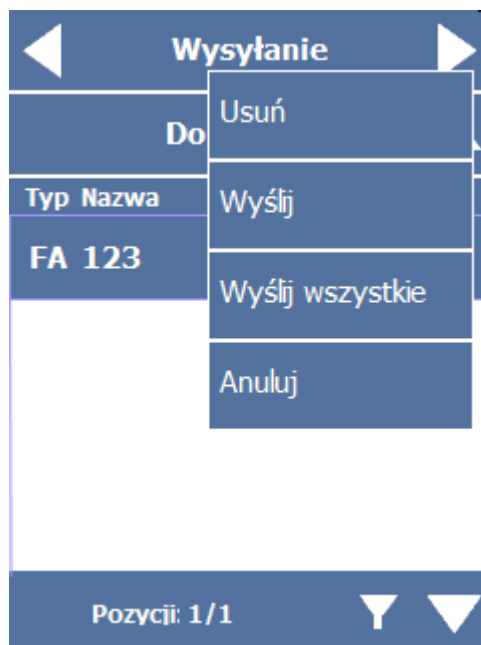 Wysyłanie
Do
Usuń
Typ Nazwa
Wyślij
FA 123
Wyślij wszystkie
Anuluj
Pozycji: 1/1